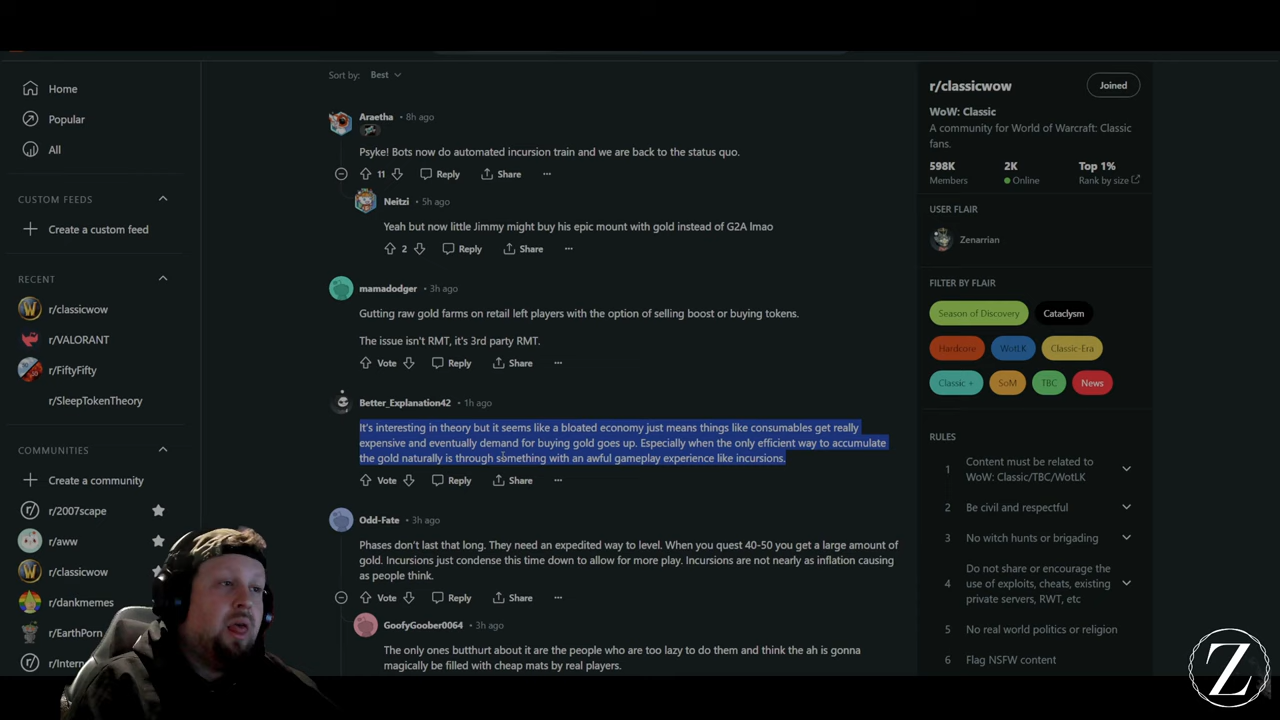 Home
Popular
All
CUSTOM FEEDS
Create a custom feed
RECENT
r/classicwow
r/VALORANT
r/FiftyFifty
r/SleepTokenTheory
COMMUNITIES
Create a community
r/2007scape
r/aww
r/classicwow
r/dankmemes
r/EarthPorn
r/Intern
Sort by: Best
Araetha • 8h ago
Psyke! Bots now do automated incursion train and we are back to the status quo.
11 Reply Share
Neitzi • 5h ago
Yeah but now little Jimmy might buy his epic mount with gold instead of G2A lmao
2 Reply Share
mamadodger • 3h ago
Gutting raw gold farms on retail left players with the option of selling boost or buying tokens.
The issue isn't RMT, it's 3rd party RMT.
Vote Reply Share
Better_Explanation42 • 1h ago
It's interesting in theory but it seems like a bloated economy just means things like consumables get really
expensive and eventually demand for buying gold goes up. Especially when the only efficient way to accumulate
the gold naturally is through something with an awful gameplay experience like incursions.
Vote Reply Share
Odd-Fate • 3h ago
Phases don't last that long. They need an expedited way to level. When you quest 40-50 you get a large amount of
gold. Incursions just condense this time down to allow for more play. Incursions are not nearly as inflation causing
as people think.
Vote Reply Share
GoofyGoober0064 • 3h ago
The only ones butthurt about it are the people who are too lazy to do them and think the ah is gonna
magically be filled with cheap mats by real players.
r/classicwow
Joined
WoW: Classic
A community for World of Warcraft: Classic
fans.
598K 2K Top 1%
Members Online Rank by size
USER FLAIR
Zenarrian
FILTER BY FLAIR
Season of Discovery Cataclysm
Hardcore WotLK Classic-Era
Classic + SoM TBC News
RULES
1 Content must be related to
WoW: Classic/TBC/WotLK
2 Be civil and respectful
3 No witch hunts or brigading
4 Do not share or encourage the
use of exploits, cheats, existing
private servers, RWT, etc
5 No real world politics or religion
6 Flag NSFW content
Z